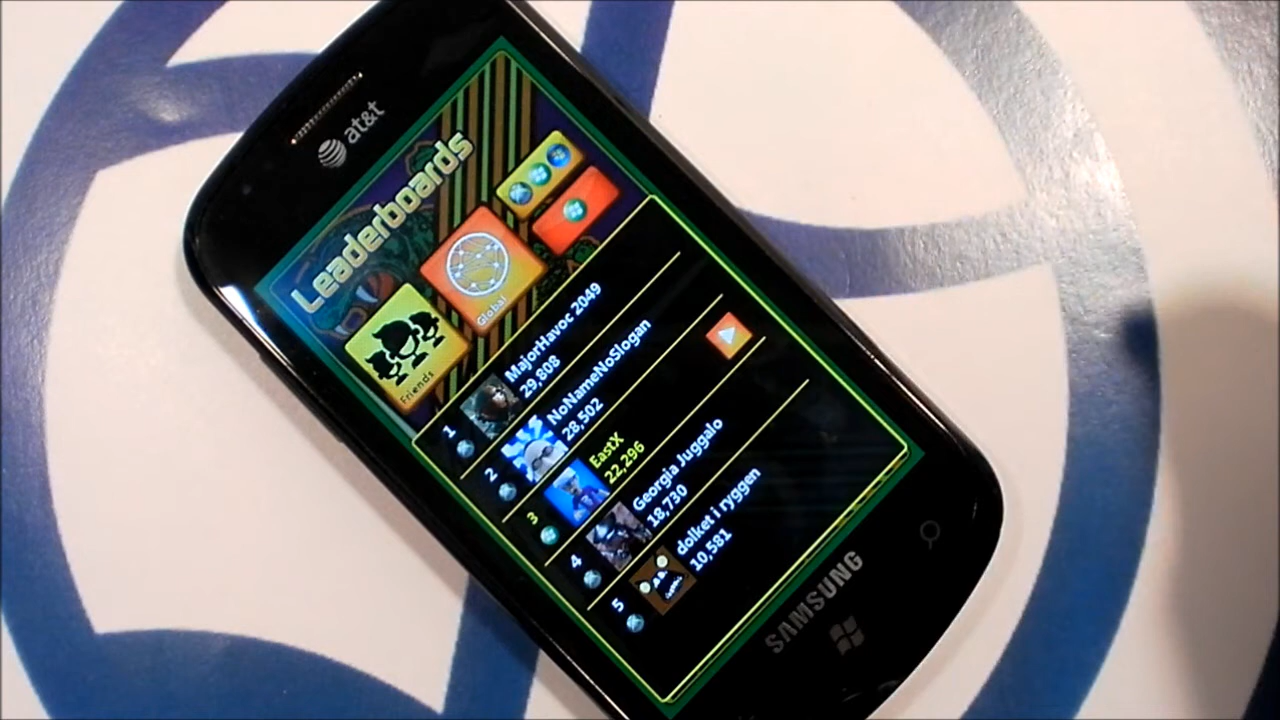 at&t
Leaderboards
Friends
Global
1
MajorHavoc 2049
29,808
2
NoNameNoSlogan
28,502
3
EastX
22,296
4
Georgia Juggalo
18,730
5
dolket i ryggen
10,581
SAMSUNG